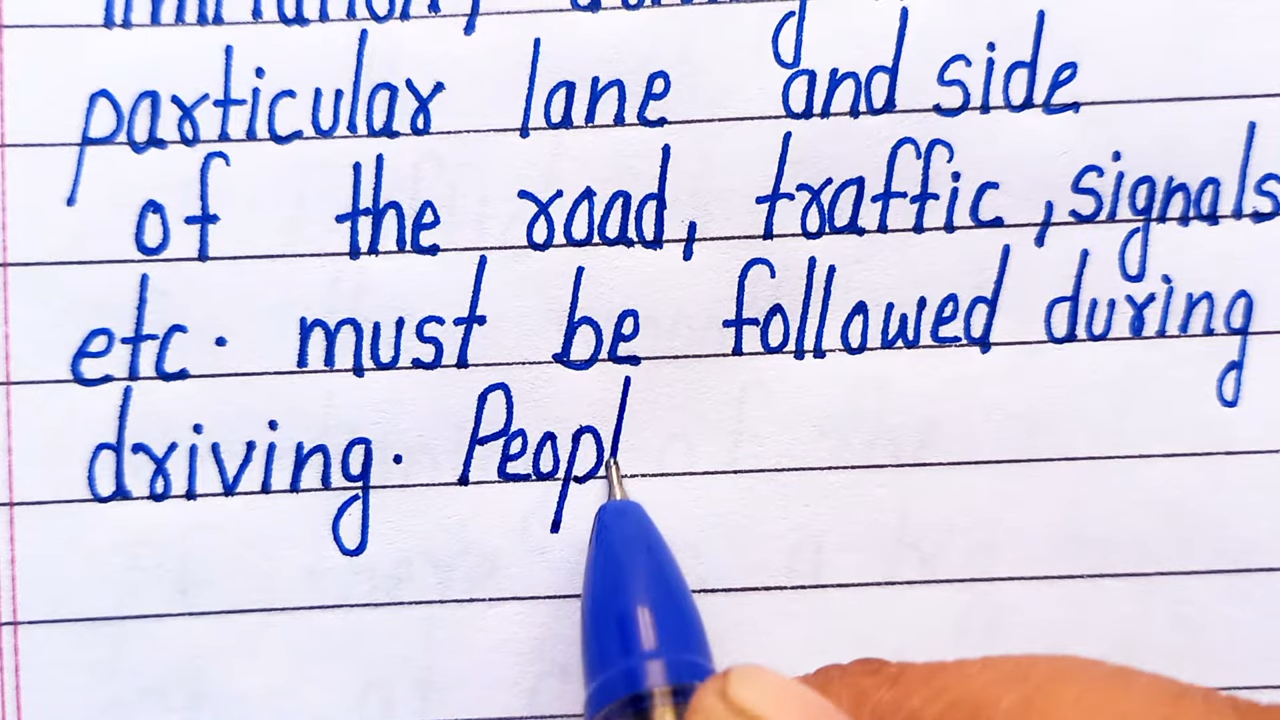 particular lane and side
of the road, traffic, signals
etc. must be followed during
driving. Peopl